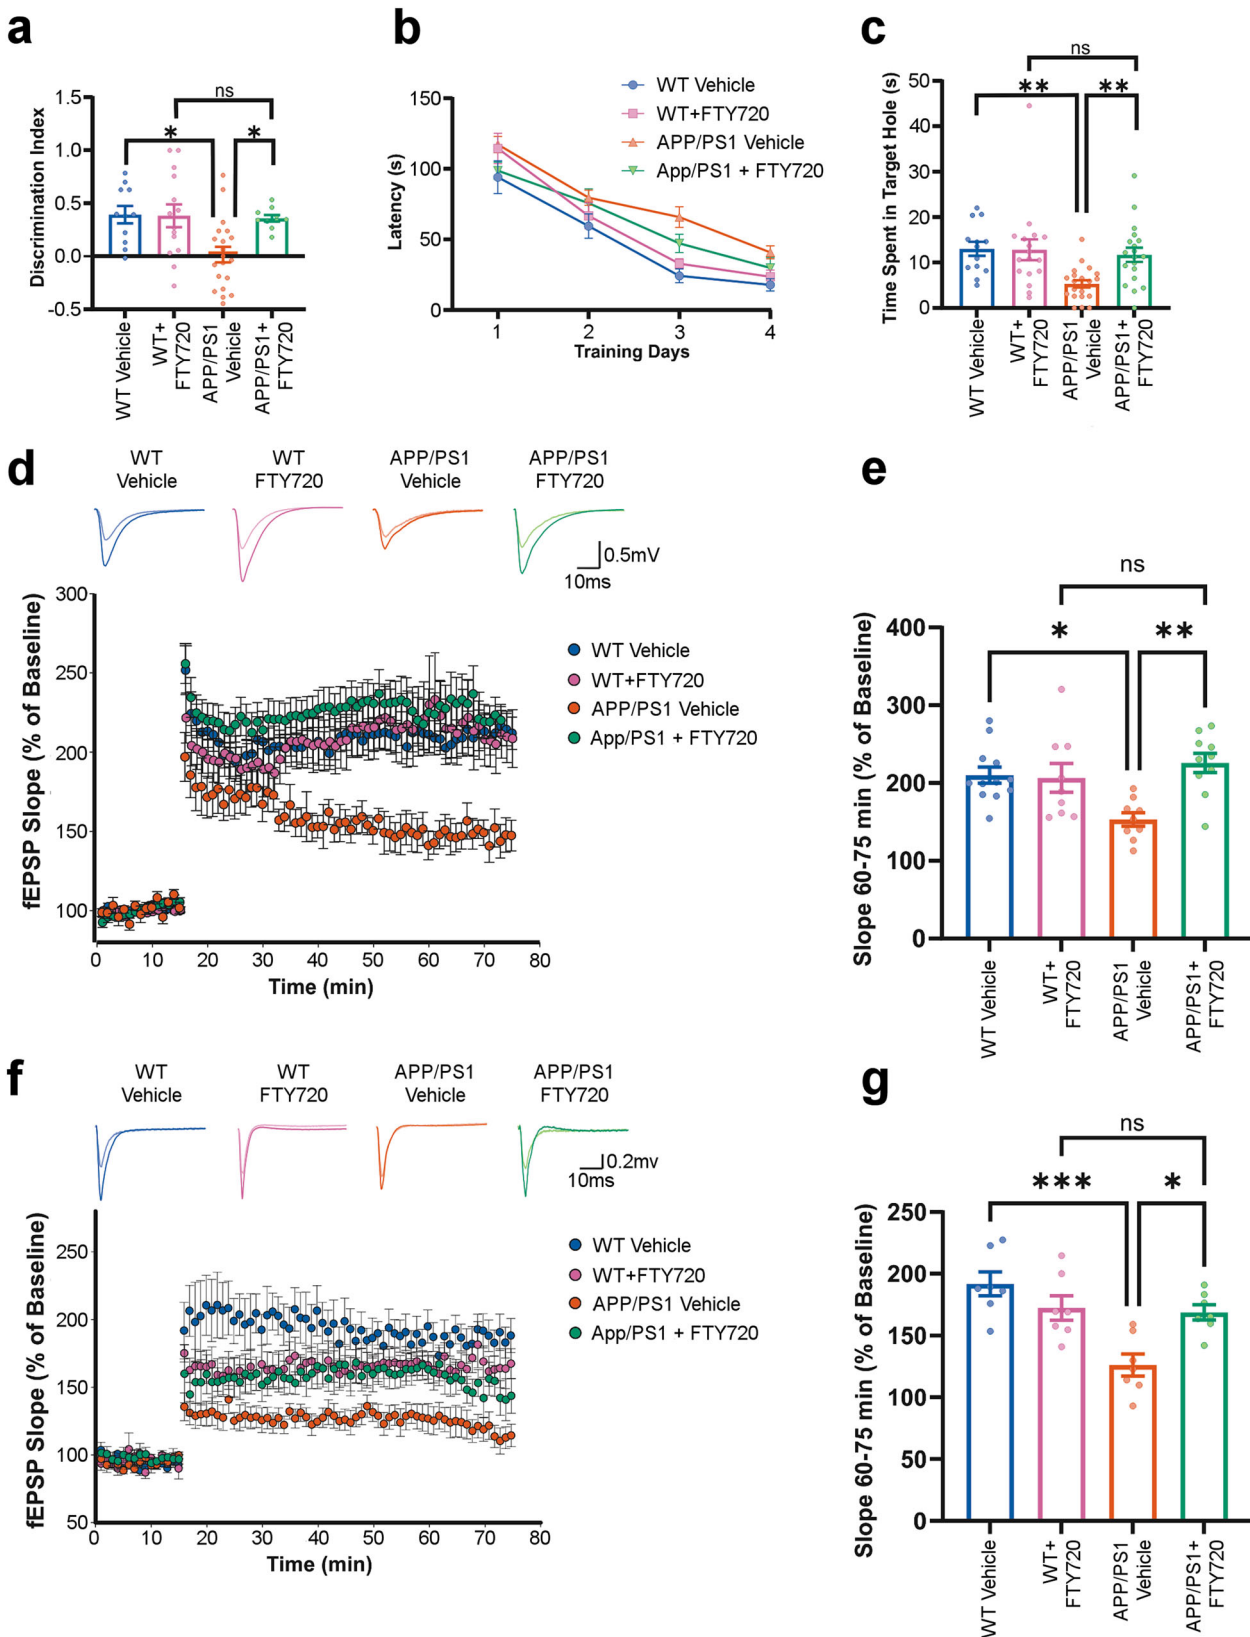 a
Discrimination Index
1.5
1.0
0.5
0.0
-0.5
ns
*
*
WT Vehicle
WT+
FTY720
APP/PS1
Vehicle
APP/PS1+
FTY720
b
Latency (s)
150
100
50
0
1
2
3
4
Training Days
WT Vehicle
WT+FTY720
APP/PS1 Vehicle
App/PS1 + FTY720
c
Time Spent in Target Hole (s)
50
40
30
20
10
0
ns
**
**
WT Vehicle
WT+
FTY720
APP/PS1
Vehicle
APP/PS1+
FTY720
d
WT
Vehicle
WT
FTY720
APP/PS1
Vehicle
APP/PS1
FTY720
0.5mV
10ms
fEPSP Slope (% of Baseline)
300
250
200
150
100
0
10
20
30
40
50
60
70
80
Time (min)
WT Vehicle
WT+FTY720
APP/PS1 Vehicle
App/PS1 + FTY720
e
Slope 60-75 min (% of Baseline)
400
300
200
100
0
ns
*
**
WT Vehicle
WT+
FTY720
APP/PS1
Vehicle
APP/PS1+
FTY720
f
WT
Vehicle
WT
FTY720
APP/PS1
Vehicle
APP/PS1
FTY720
0.2mv
10ms
fEPSP Slope (% of Baseline)
250
200
150
100
50
0
10
20
30
40
50
60
70
80
Time (min)
WT Vehicle
WT+FTY720
APP/PS1 Vehicle
App/PS1 + FTY720
g
Slope 60-75 min (% of Baseline)
250
200
150
100
50
0
ns
***
*
WT Vehicle
WT+
FTY720
APP/PS1
Vehicle
APP/PS1+
FTY720